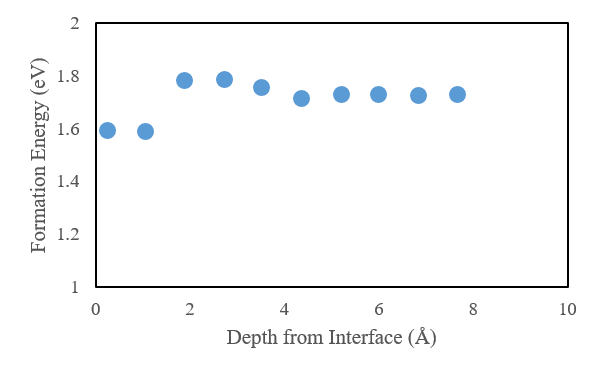 Formation Energy (eV)
2
1.8
1.6
1.4
1.2
1
0 2 4 6 8 10
Depth from Interface (Å)